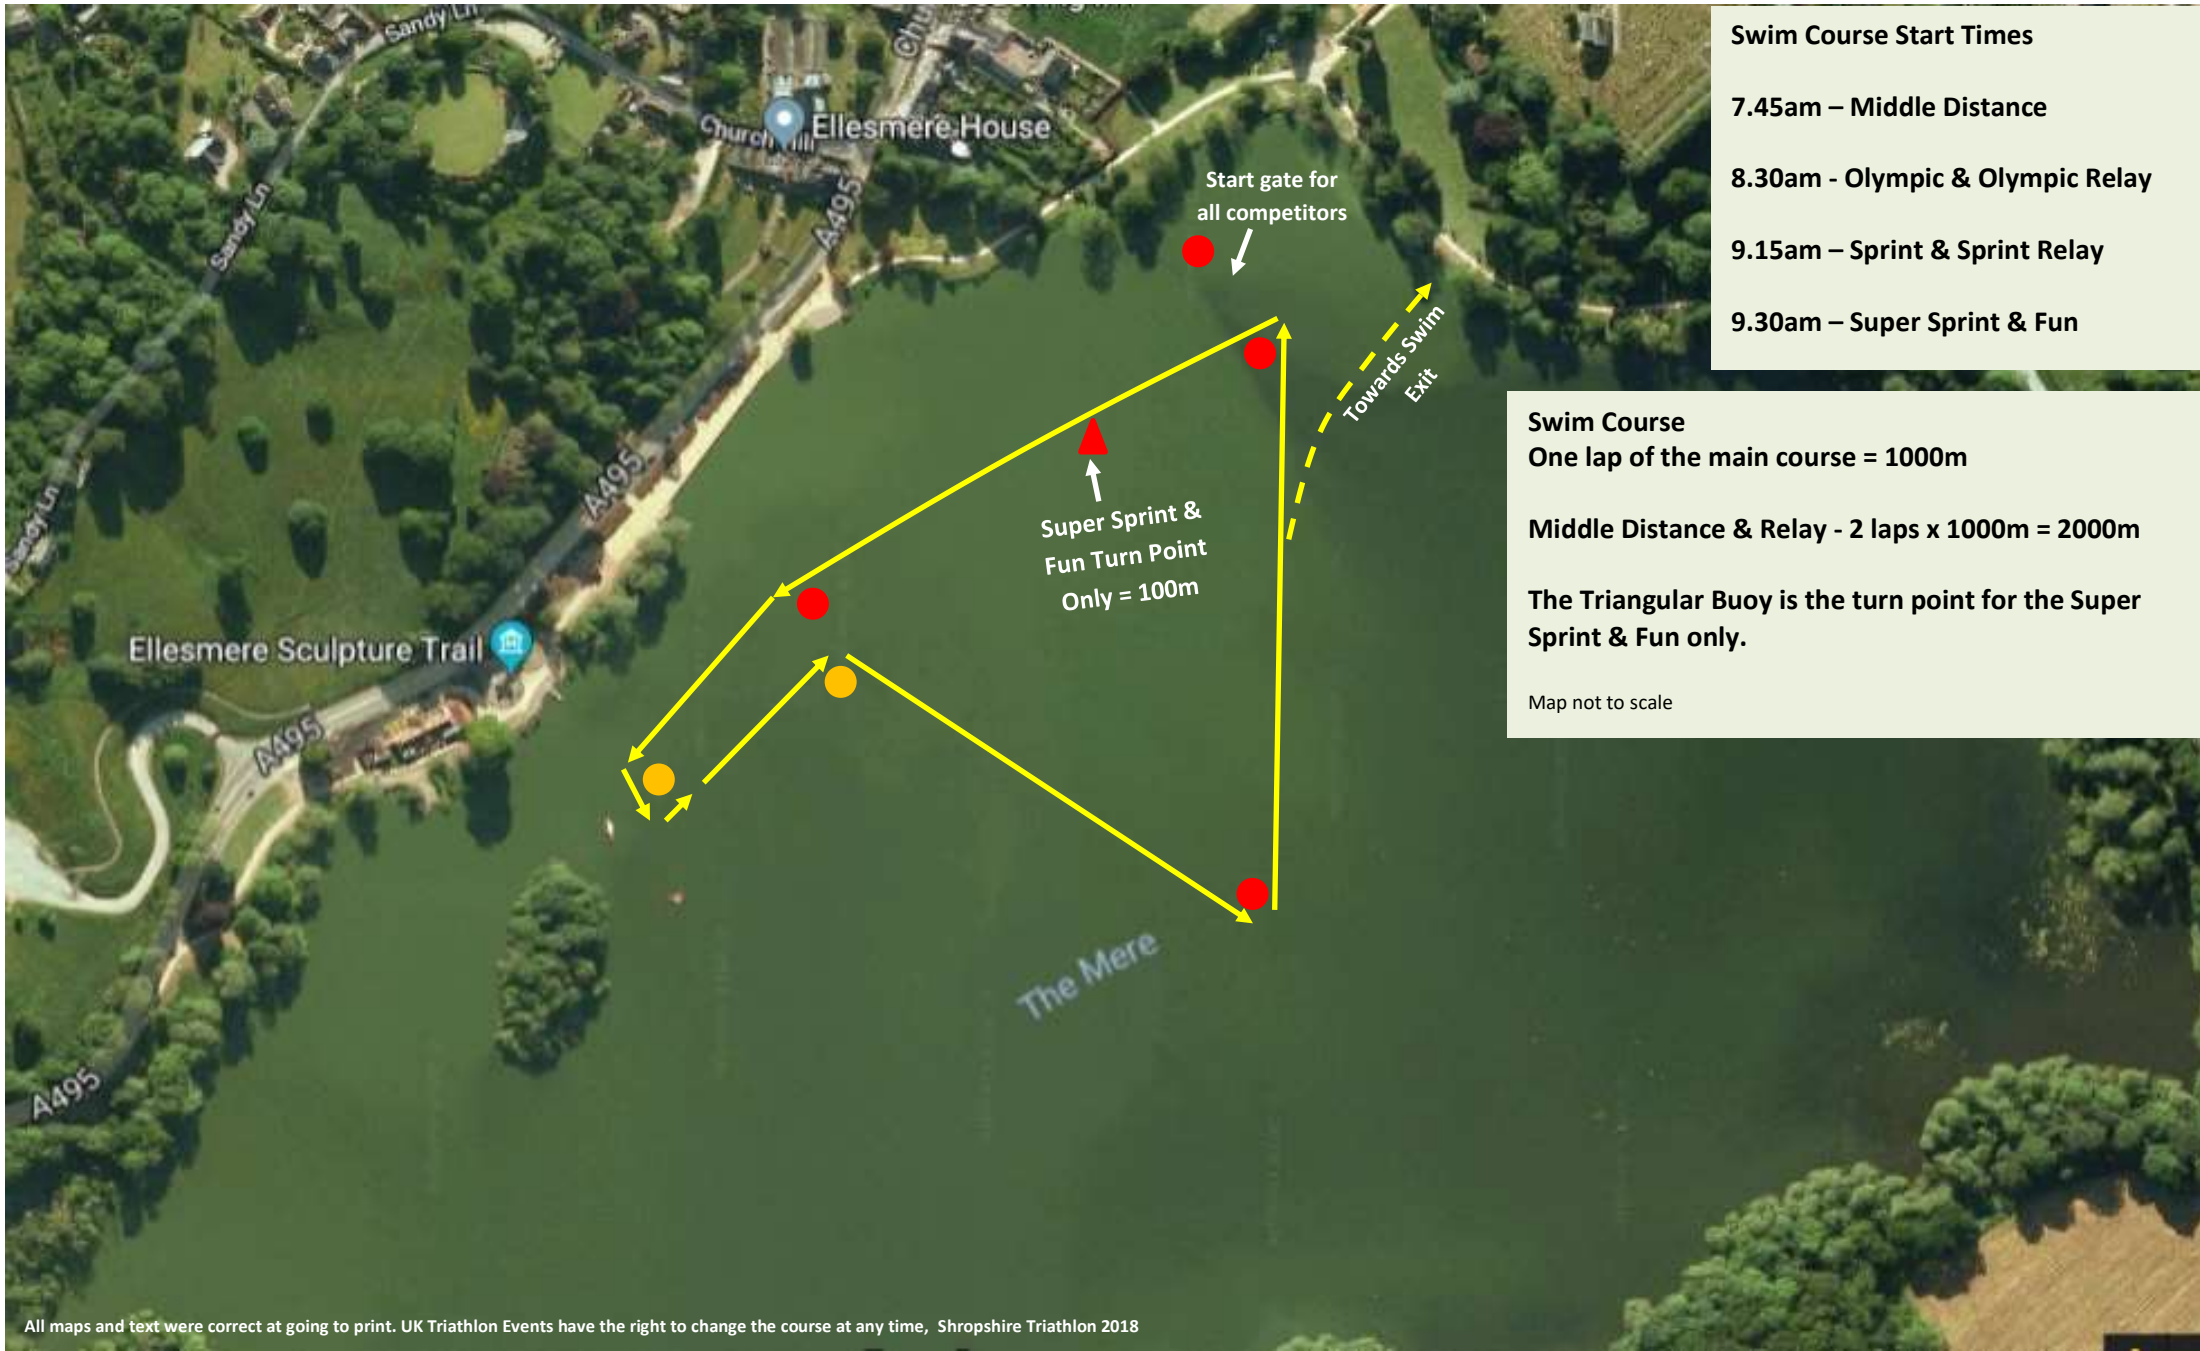 Swim Course Start Times
7.45am – Middle Distance
8.30am - Olympic & Olympic Relay
9.15am – Sprint & Sprint Relay
9.30am – Super Sprint & Fun
Swim Course
One lap of the main course = 1000m
Middle Distance & Relay - 2 laps x 1000m = 2000m
The Triangular Buoy is the turn point for the Super
Sprint & Fun only.
Map not to scale
Sandy Ln
Ellesmere House
Church Hill
A495
Sandy Ln
Start gate for
all competitors
Towards Swim
Exit
Super Sprint &
Fun Turn Point
Only = 100m
A495
Sandy Ln
Ellesmere Sculpture Trail
A495
The Mere
A495
All maps and text were correct at going to print. UK Triathlon Events have the right to change the course at any time, Shropshire Triathlon 2018